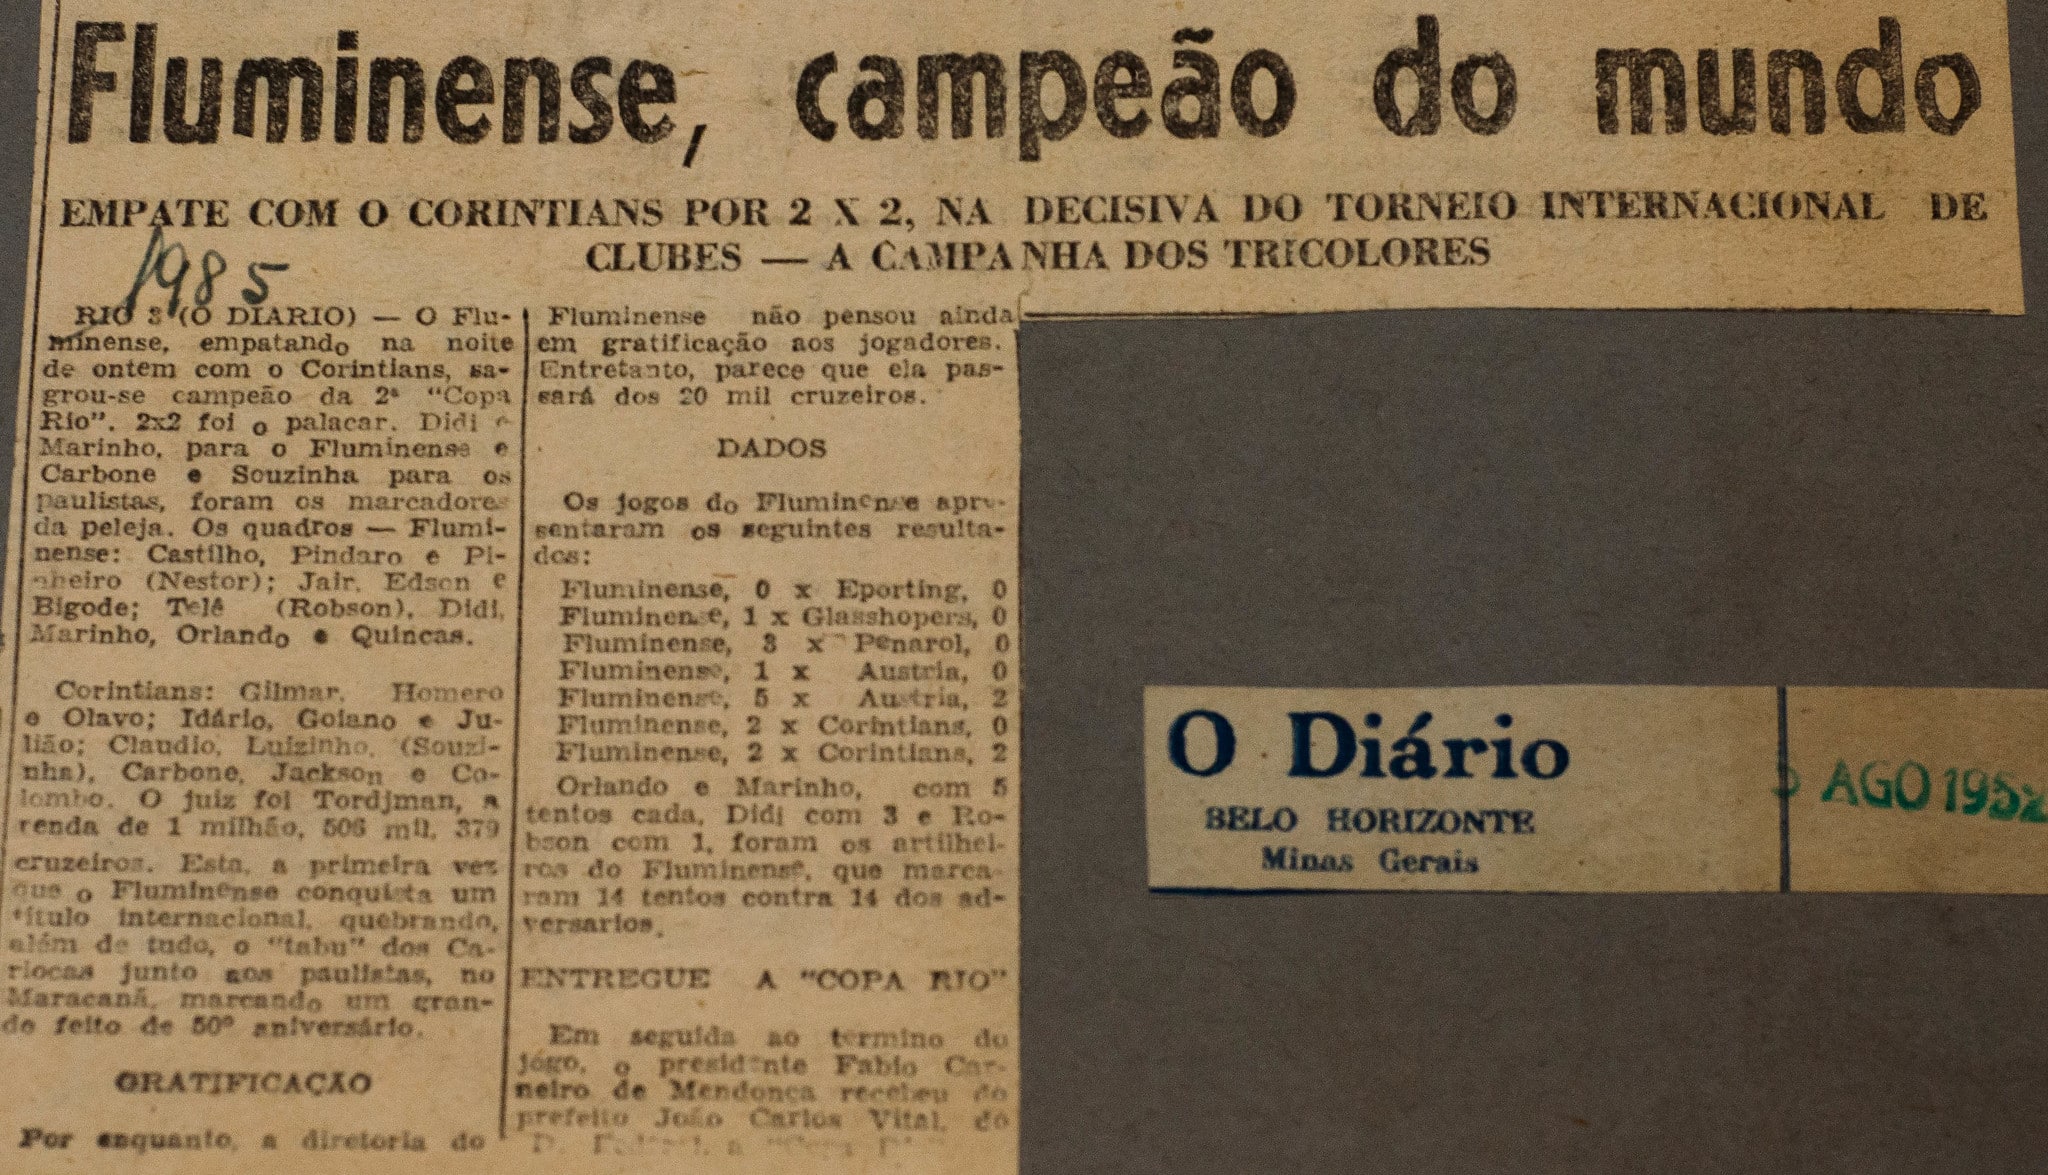 Fluminense, campeão do mundo
EMPATE COM O CORINTIANS POR 2 X 2, NA DECISIVA DO TORNEIO INTERNACIONAL DE
CLUBES — A CAMPANHA DOS TRICOLORES
1985
RIO 3 (O DIARIO) — O Flu-
minense, empatando na noite
de ontem com o Corintians, sa-
grou-se campeão da 2ª "Copa
Rio". 2x2 foi o palacar. Didi e
Marinho, para o Fluminense e
Carbone e Souzinha para os
paulistas, foram os marcadores
da peleja. Os quadros — Flumi-
nense: Castilho, Pindaro e Pi-
nheiro (Nestor); Jair, Edson e
Bigode; Telê (Robson), Didi,
Marinho, Orlando e Quincas.
Corintians: Gilmar, Homero
e Olavo; Idário, Goiano e Ju-
lião; Claudio, Luizinho, (Souzi-
nha), Carbone, Jackson e Co-
lombo. O juiz foi Tordjman, a
renda de 1 milhão, 506 mil, 379
cruzeiros. Esta, a primeira vez
que o Fluminense conquista um
título internacional, quebrando,
além de tudo, o "tabu" dos Ca-
riocas junto aos paulistas, no
Maracanã, marcando um gran-
de feito de 50º aniversário.
GRATIFICAÇÃO
Por enquanto, a diretoria do
Fluminense não pensou ainda
em gratificação aos jogadores.
Entretanto, parece que ela pas-
sará dos 20 mil cruzeiros.
DADOS
Os jogos do Fluminense apre-
sentaram os seguintes resulta-
dos:
Fluminense, 0 x Eporting, 0
Fluminense, 1 x Glasshopers, 0
Fluminense, 3 x Penarol, 0
Fluminense, 1 x Austria, 0
Fluminense, 5 x Austria, 2
Fluminense, 2 x Corintians, 0
Fluminense, 2 x Corintians, 2
Orlando e Marinho, com 5
tentos cada, Didi com 3 e Ro-
bson com 1, foram os artilhei-
ros do Fluminense, que marca-
ram 14 tentos contra 14 dos ad-
versarios.
ENTREGUE A "COPA RIO"
Em seguida ao termino do
jógo, o presidente Fabio Car-
neiro de Mendonça recebeu do
prefeito João Carlos Vital, do
O Diário
BELO HORIZONTE
Minas Gerais
5 AGO 1952